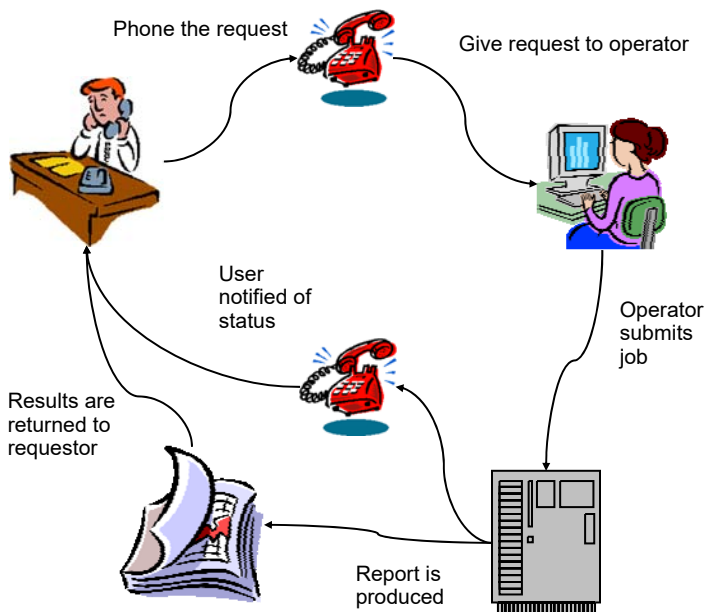 Phone the request
Give request to operator
User
notified of
status
Operator
submits
job
Results are
returned to
requestor
Report is
produced